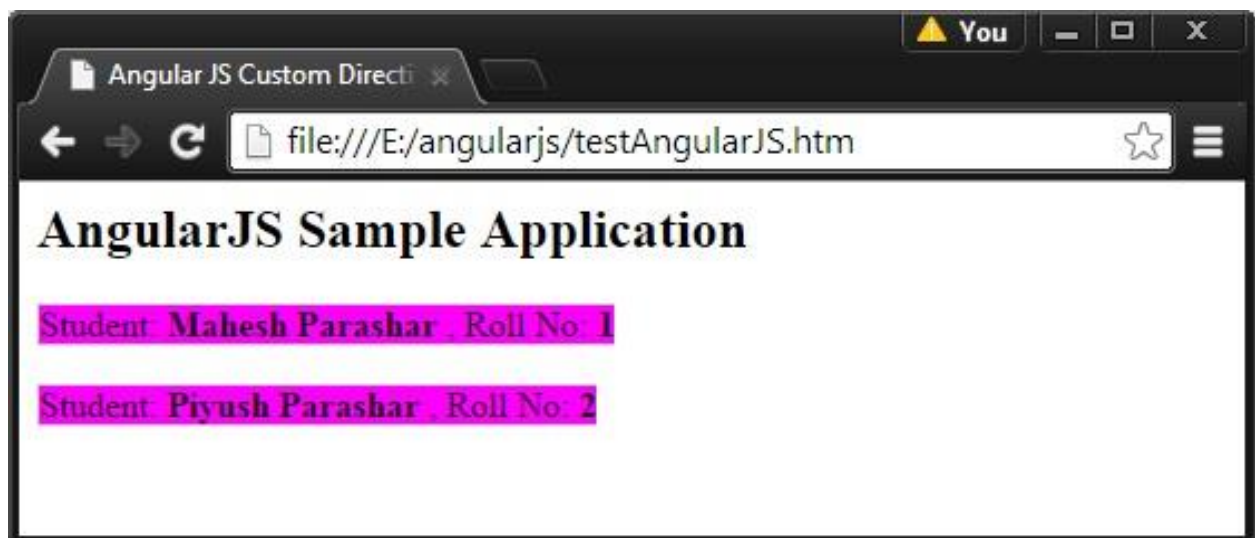 You
Angular JS Custom Directi
file:///E:/angularjs/testAngularJS.htm
AngularJS Sample Application
Student: Mahesh Parashar , Roll No: 1
Student: Piyush Parashar , Roll No: 2